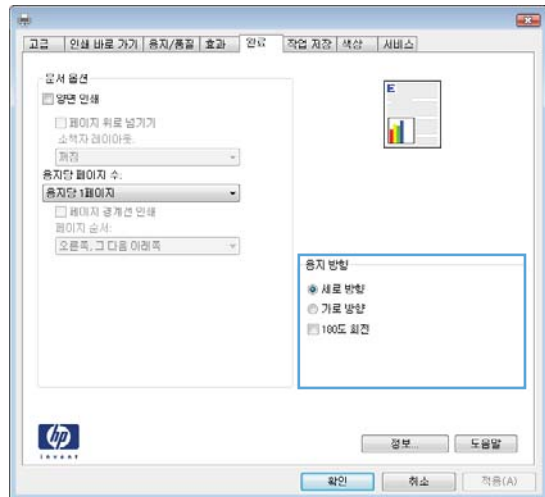 고급 인쇄 바로 가기 용지/품질 효과 완료 작업 저장 색상 서비스
문서 옵션
양면 인쇄
페이지 위로 넘기기
소책자 레이아웃:
꺼짐
용지당 페이지 수:
용지당 1페이지
페이지 경계선 인쇄
페이지 순서:
오른쪽, 그 다음 아래쪽
E
용지 방향
세로 방향
가로 방향
180도 회전
hp
invent
정보...
도움말
확인
취소
적용(A)